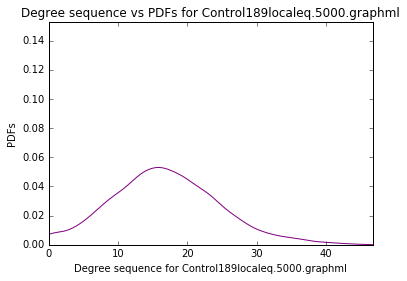 Degree sequence vs PDFs for Control189localeq.5000.graphml
0.14
0.12
0.10
0.08
0.06
0.04
0.02
0.00
PDFs
0 10 20 30 40
Degree sequence for Control189localeq.5000.graphml